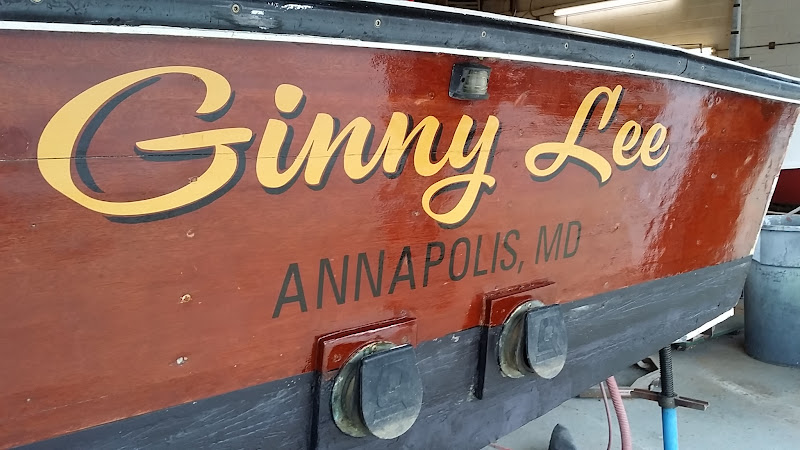 Ginny Lee
ANNAPOLIS, MD